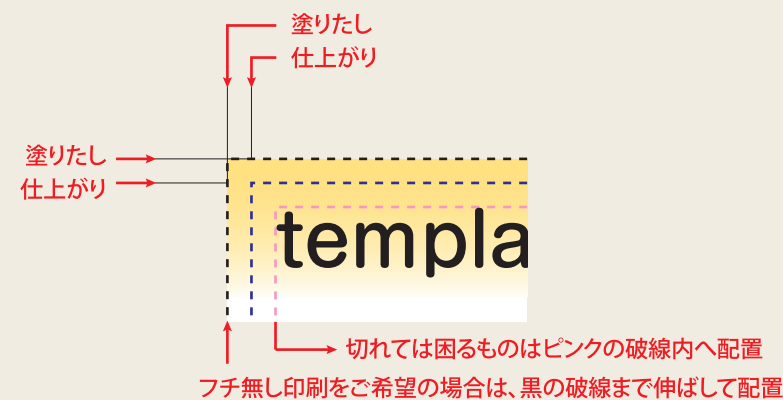 塗りたし
仕上がり
塗りたし
仕上がり
templa
切れては困るものはピンクの破線内へ配置
フチ無し印刷をご希望の場合は、黒の破線まで伸ばして配置